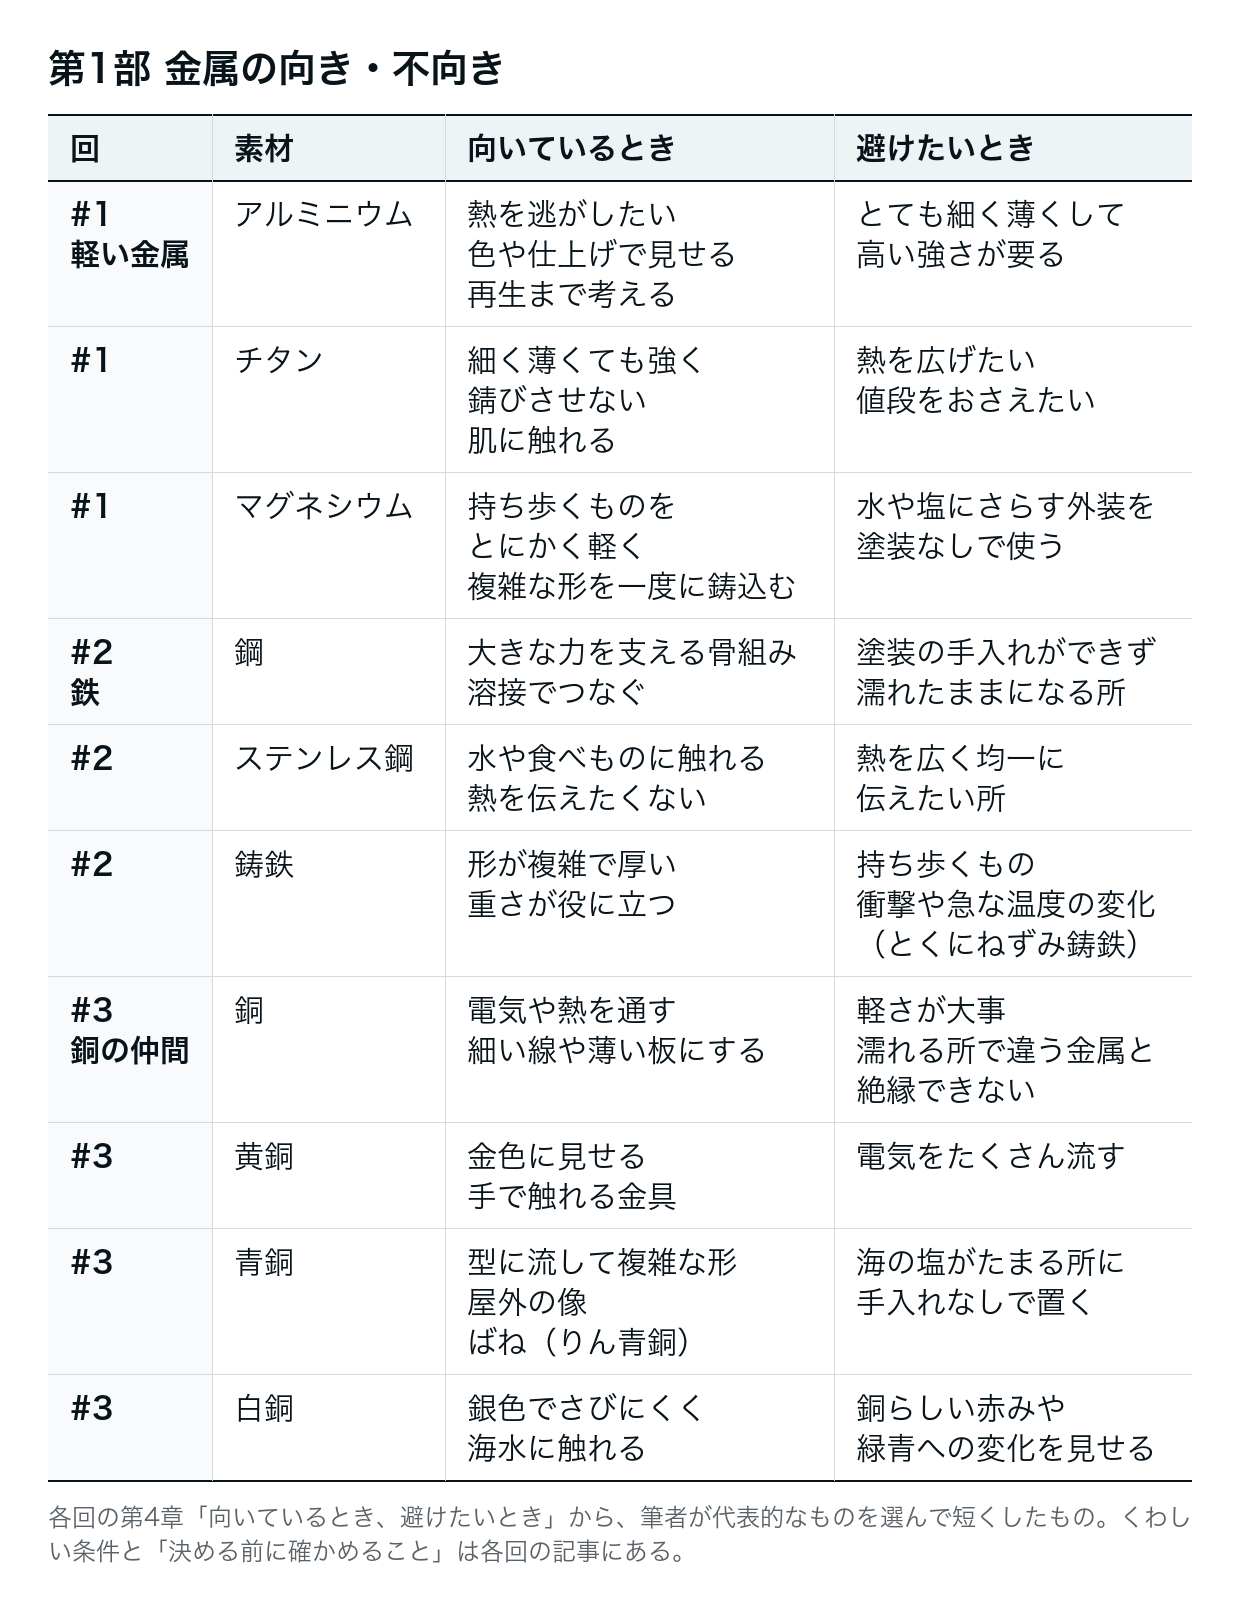 第1部 金属の向き・不向き
回 素材 向いているとき 避けたいとき
#1 アルミニウム 熱を逃がしたい とても細く薄くして
軽い金属 色や仕上げで見せる 高い強さが要る
再生まで考える
#1 チタン 細く薄くても強く 熱を広げたい
錆びさせない 値段をおさえたい
肌に触れる
#1 マグネシウム 持ち歩くものを 水や塩にさらす外装を
とにかく軽く 塗装なしで使う
複雑な形を一度に鋳込む
#2 鋼 大きな力を支える骨組み 塗装の手入れができず
鉄 溶接でつなぐ 濡れたままになる所
#2 ステンレス鋼 水や食べものに触れる 熱を広く均一に
熱を伝えたくない 伝えたい所
#2 鋳鉄 形が複雑で厚い 持ち歩くもの
重さが役に立つ 衝撃や急な温度の変化
（とくにねずみ鋳鉄）
#3 銅 電気や熱を通す 軽さが大事
銅の仲間 細い線や薄い板にする 濡れる所で違う金属と
絶縁できない
#3 黄銅 金色に見せる 電気をたくさん流す
手で触れる金具
#3 青銅 型に流して複雑な形 海の塩がたまる所に
屋外の像 手入れなしで置く
ばね（りん青銅）
#3 白銅 銀色でさびにくく 銅らしい赤みや
海水に触れる 緑青への変化を見せる
各回の第4章「向いているとき、避けたいとき」から、筆者が代表的なものを選んで短くしたもの。くわし
い条件と「決める前に確かめること」は各回の記事にある。